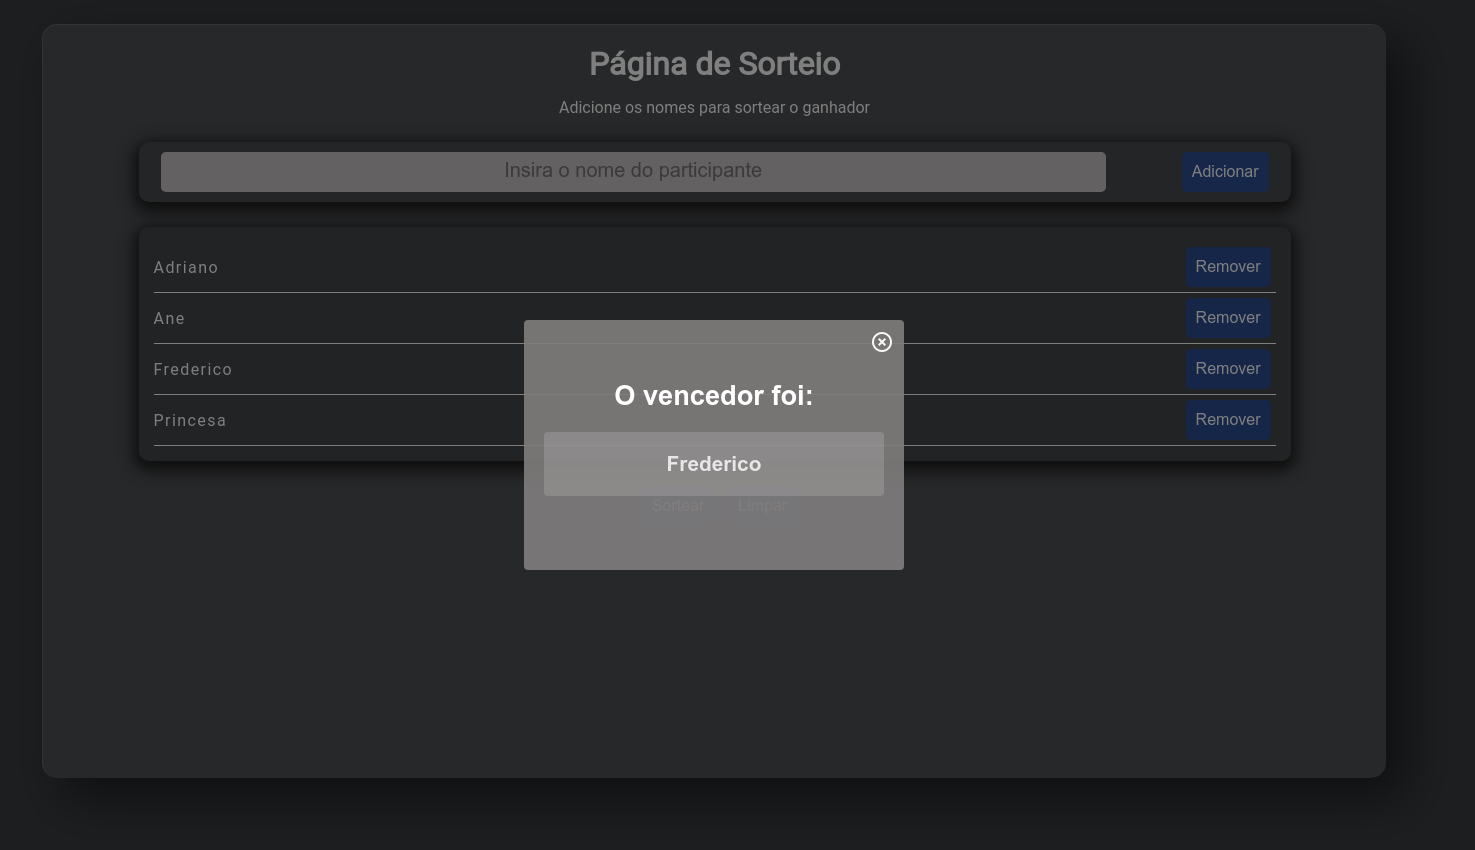 Página de Sorteio
Adicione os nomes para sortear o ganhador
Insira o nome do participante
Adicionar
Adriano
Remover
Ane
Remover
Frederico
Remover
Princesa
Remover
O vencedor foi:
Frederico
Sortear
Limpar